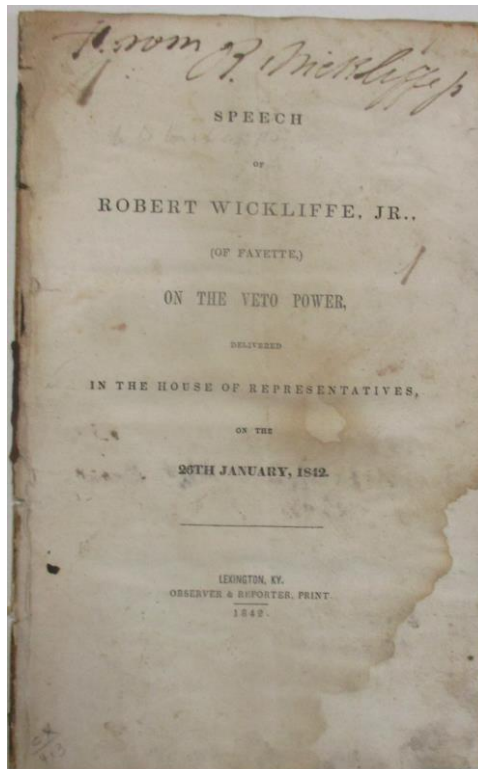 From R. Wickliffe jr
SPEECH
OF
ROBERT WICKLIFFE, JR.,
(OF FAYETTE,)
ON THE VETO POWER,
DELIVERED
IN THE HOUSE OF REPRESENTATIVES,
ON THE
26TH JANUARY, 1842.
LEXINGTON, KY.
OBSERVER & REPORTER, PRINT.
1842.